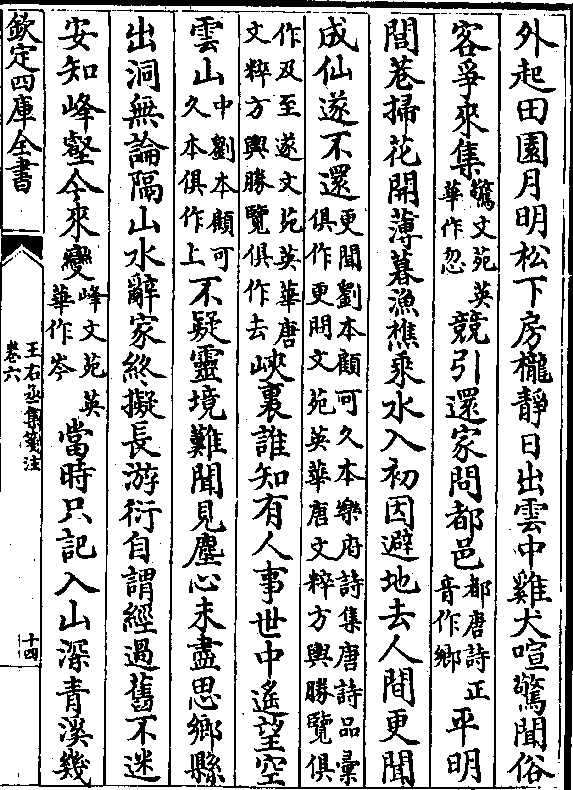 外起田園月明松下房櫳靜日出雲中雞犬喧驚聞俗
客爭來集驚文苑英華作忽競引還家問都邑都唐詩正音作鄉平明
閭巷掃花開薄暮漁樵乘水入初因避地去人間更聞
成仙遂不還更聞劉本顧可久本樂府詩集唐詩品彙俱作更問文苑英華唐文粹方輿勝覽俱
作及至遂文苑英華唐文粹方輿勝覽俱作去峽裏誰知有人事世中遙望空
雲山中劉本顧可久本俱作上不疑靈境難聞見塵心未盡思鄉縣
出洞無論隔山水辭家終擬長游衍自謂經過舊不迷
安知峰壑今來變峰文苑英華作岑當時只記入山深青溪幾
欽定四庫全書
王右丞集箋注
卷六
十四